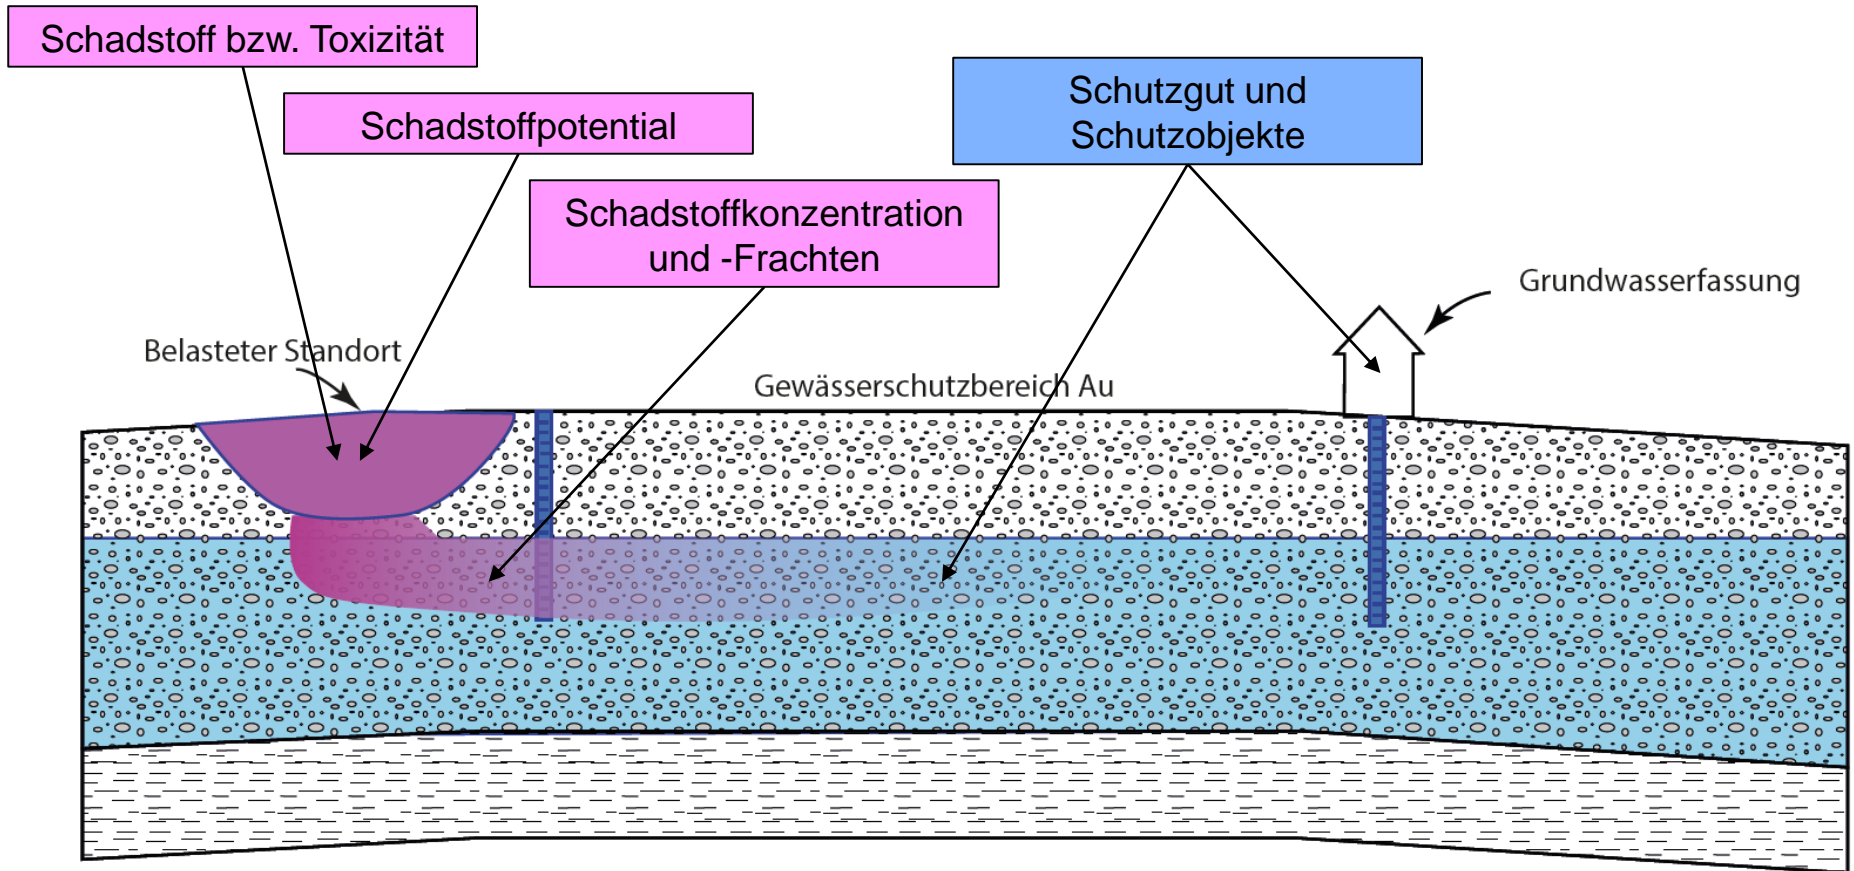 Schadstoff bzw. Toxizität
Schadstoffpotential
Schutzgut und
Schutzobjekte
Schadstoffkonzentration
und -Frachten
Grundwasserfassung
Belasteter Standort
Gewässerschutzbereich Au